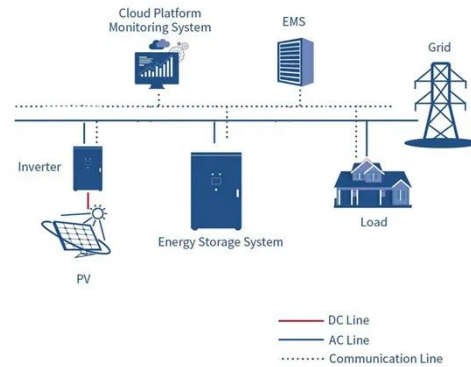 Cloud Platform
Monitoring System
EMS
Grid
Inverter
Energy Storage System
Load
PV
DC Line
AC Line
Communication Line